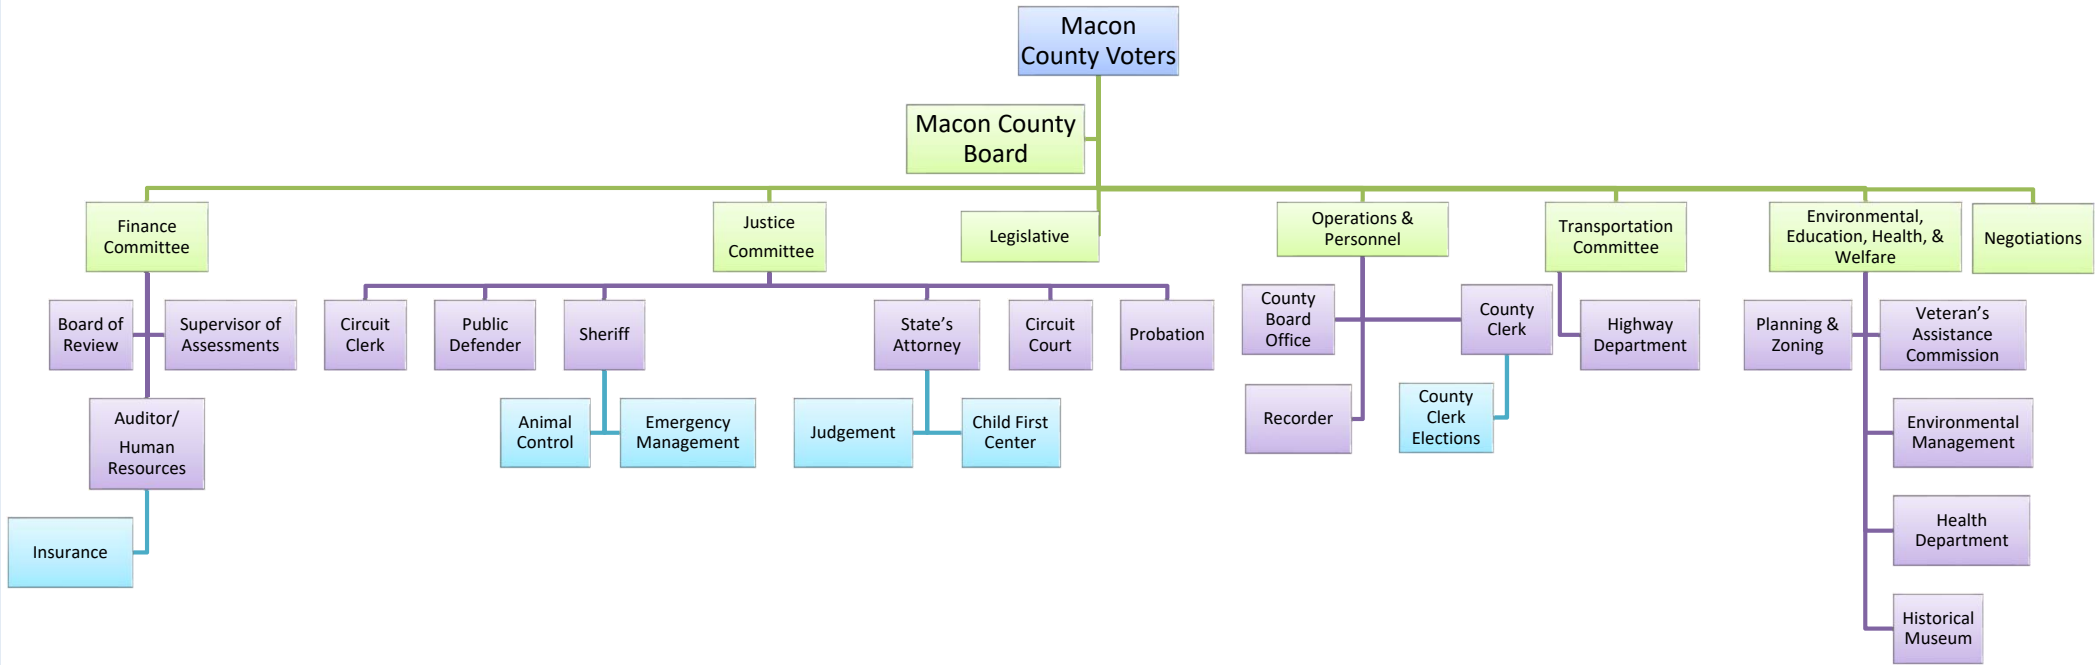 Macon
County Voters
Macon County
Board
Finance
Committee
Justice
Committee
Legislative
Operations &
Personnel
Transportation
Committee
Environmental,
Education, Health, &
Welfare
Negotiations
Board of
Review
Supervisor of
Assessments
Auditor/
Human
Resources
Insurance
Circuit
Clerk
Public
Defender
Sheriff
State’s
Attorney
Circuit
Court
Probation
Animal
Control
Emergency
Management
Judgement
Child First
Center
County
Board
Office
County
Clerk
Recorder
County
Clerk
Elections
Highway
Department
Planning &
Zoning
Veteran’s
Assistance
Commission
Environmental
Management
Health
Department
Historical
Museum